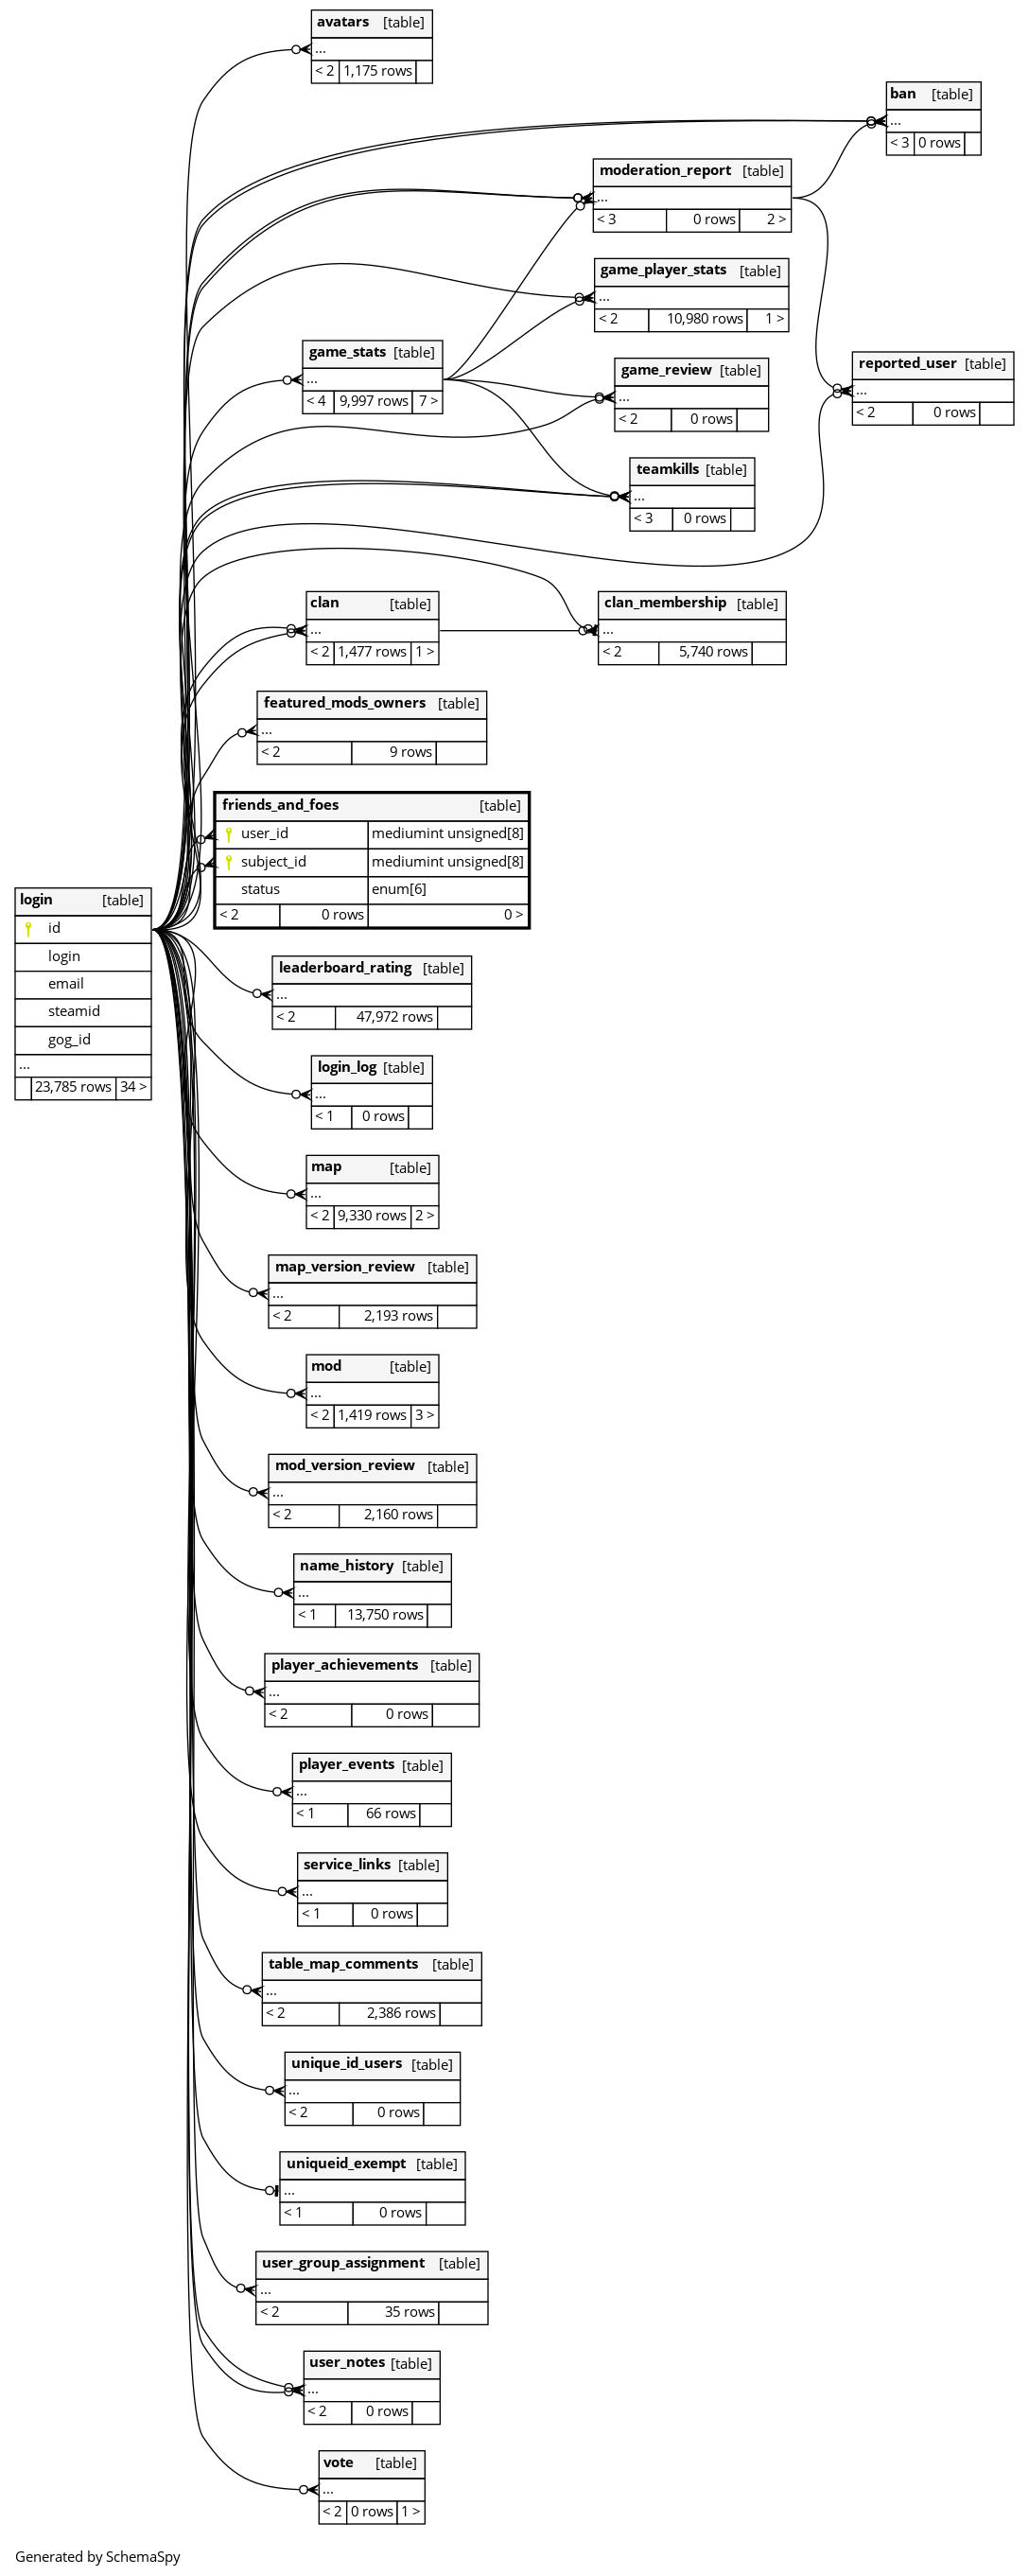 avatars [table]
...
< 2 1,175 rows
ban [table]
...
< 3 0 rows
moderation_report [table]
...
< 3 0 rows 2 >
game_player_stats [table]
...
< 2 10,980 rows 1 >
game_stats [table]
...
< 4 9,997 rows 7 >
game_review [table]
...
< 2 0 rows
reported_user [table]
...
< 2 0 rows
teamkills [table]
...
< 3 0 rows
clan [table]
...
< 2 1,477 rows 1 >
clan_membership [table]
...
< 2 5,740 rows
featured_mods_owners [table]
...
< 2 9 rows
friends_and_foes [table]
user_id mediumint unsigned[8]
subject_id mediumint unsigned[8]
status enum[6]
< 2 0 rows 0 >
login [table]
id
login
email
steamid
gog_id
...
23,785 rows 34 >
leaderboard_rating [table]
...
< 2 47,972 rows
login_log [table]
...
< 1 0 rows
map [table]
...
< 2 9,330 rows 2 >
map_version_review [table]
...
< 2 2,193 rows
mod [table]
...
< 2 1,419 rows 3 >
mod_version_review [table]
...
< 2 2,160 rows
name_history [table]
...
< 1 13,750 rows
player_achievements [table]
...
< 2 0 rows
player_events [table]
...
< 1 66 rows
service_links [table]
...
< 1 0 rows
table_map_comments [table]
...
< 2 2,386 rows
unique_id_users [table]
...
< 2 0 rows
uniqueid_exempt [table]
...
< 1 0 rows
user_group_assignment [table]
...
< 2 35 rows
user_notes [table]
...
< 2 0 rows
vote [table]
...
< 2 0 rows 1 >
Generated by SchemaSpy